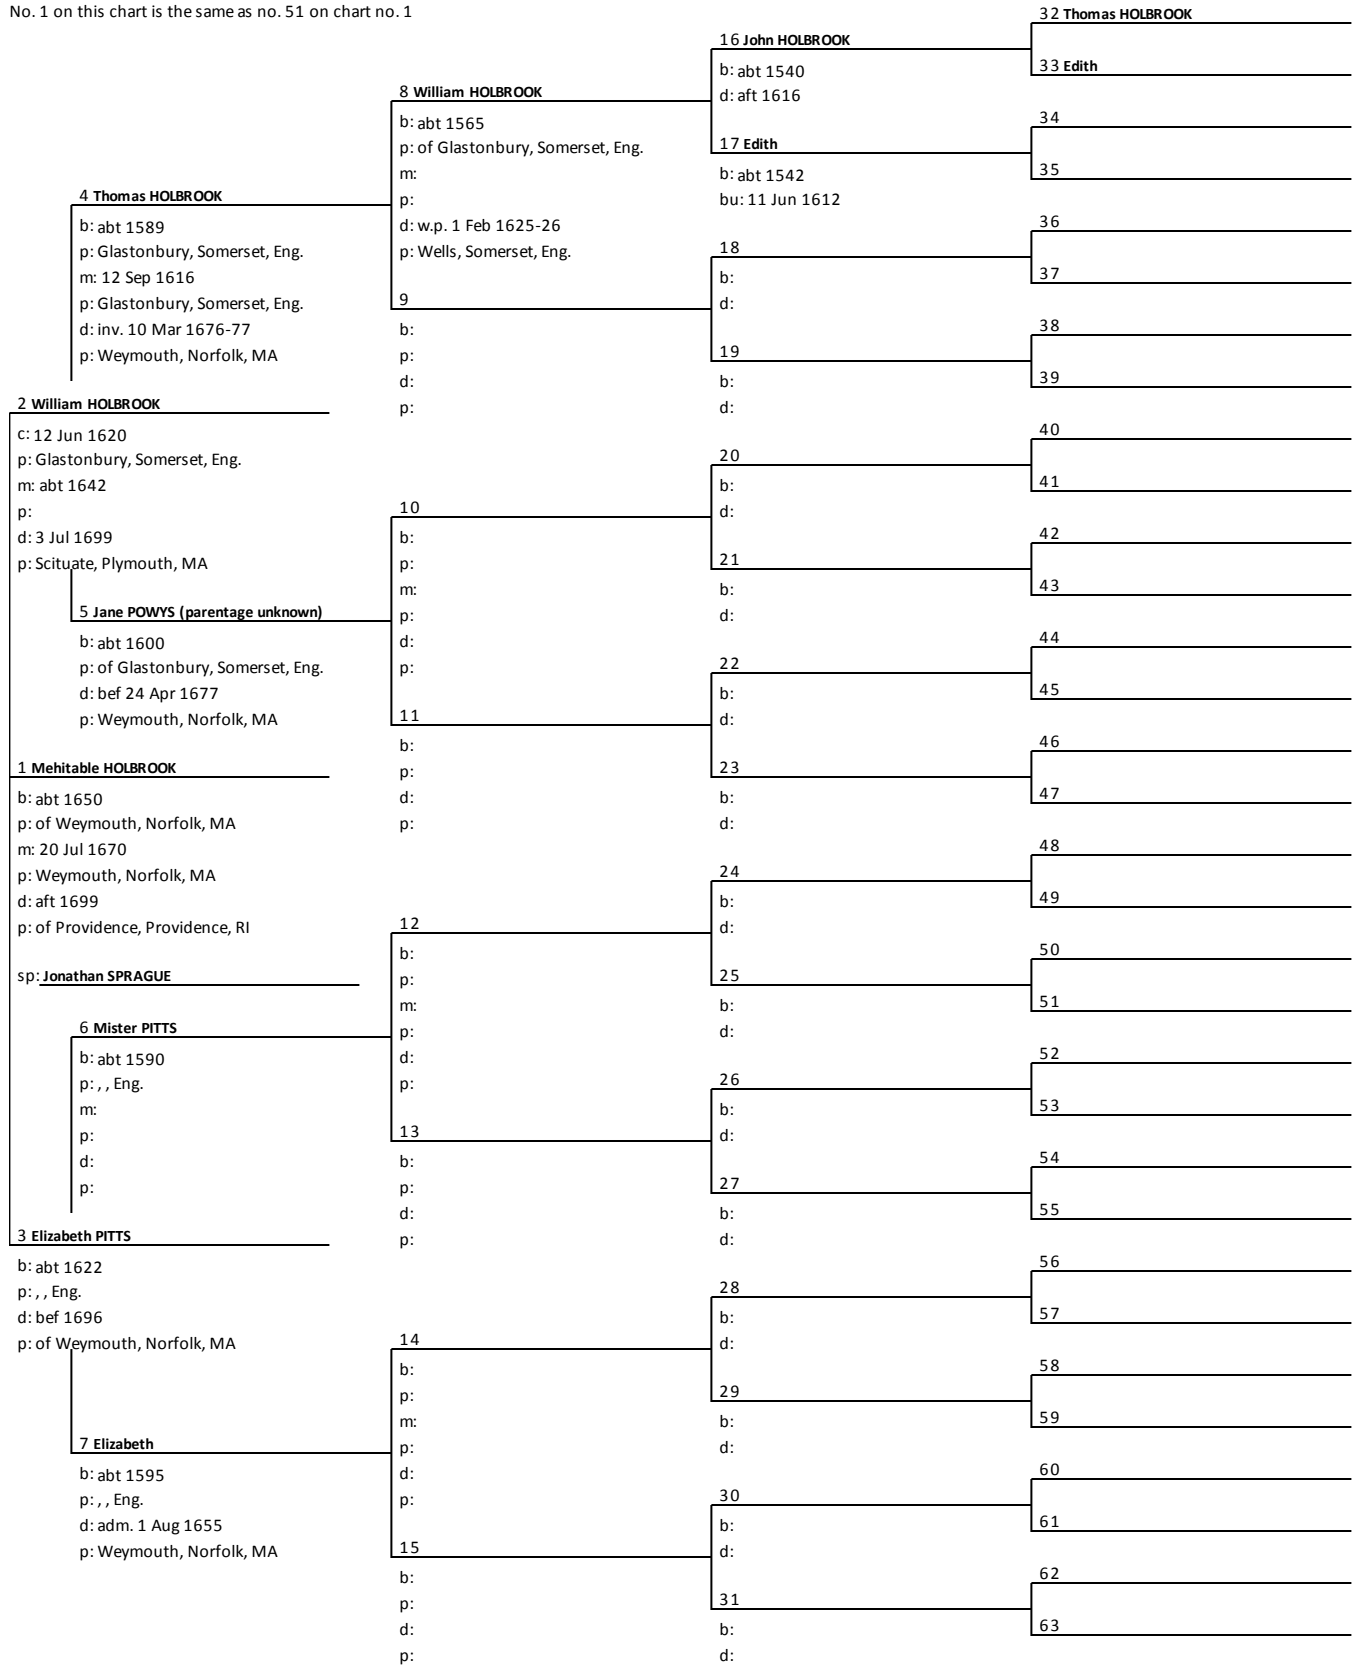 No. 1 on this chart is the same as no. 51 on chart no. 1
4 Thomas HOLBROOK
b: abt 1589
p: Glastonbury, Somerset, Eng.
m: 12 Sep 1616
p: Glastonbury, Somerset, Eng.
d: inv. 10 Mar 1676-77
p: Weymouth, Norfolk, MA
2 William HOLBROOK
c: 12 Jun 1620
p: Glastonbury, Somerset, Eng.
m: abt 1642
p:
d: 3 Jul 1699
p: Scituate, Plymouth, MA
5 Jane POWYS (parentage unknown)
b: abt 1600
p: of Glastonbury, Somerset, Eng.
d: bef 24 Apr 1677
p: Weymouth, Norfolk, MA
1 Mehitable HOLBROOK
b: abt 1650
p: of Weymouth, Norfolk, MA
m: 20 Jul 1670
p: Weymouth, Norfolk, MA
d: aft 1699
p: of Providence, Providence, RI
sp: Jonathan SPRAGUE
6 Mister PITTS
b: abt 1590
p: , , Eng.
m:
p:
d:
p:
3 Elizabeth PITTS
b: abt 1622
p: , , Eng.
d: bef 1696
p: of Weymouth, Norfolk, MA
7 Elizabeth
b: abt 1595
p: , , Eng.
d: adm. 1 Aug 1655
p: Weymouth, Norfolk, MA
8 William HOLBROOK
b: abt 1565
p: of Glastonbury, Somerset, Eng.
m:
p:
d: w.p. 1 Feb 1625-26
p: Wells, Somerset, Eng.
9
b:
p:
d:
p:
10
b:
p:
m:
p:
d:
p:
11
b:
p:
d:
p:
12
b:
p:
m:
p:
d:
p:
13
b:
p:
d:
p:
14
b:
p:
m:
p:
d:
p:
15
b:
p:
d:
p:
16 John HOLBROOK
b: abt 1540
d: aft 1616
17 Edith
b: abt 1542
bu: 11 Jun 1612
18
b:
d:
19
b:
d:
20
b:
d:
21
b:
d:
22
b:
d:
23
b:
d:
24
b:
d:
25
b:
d:
26
b:
d:
27
b:
d:
28
b:
d:
29
b:
d:
30
b:
d:
31
b:
d:
32 Thomas HOLBROOK
33 Edith
34
35
36
37
38
39
40
41
42
43
44
45
46
47
48
49
50
51
52
53
54
55
56
57
58
59
60
61
62
63